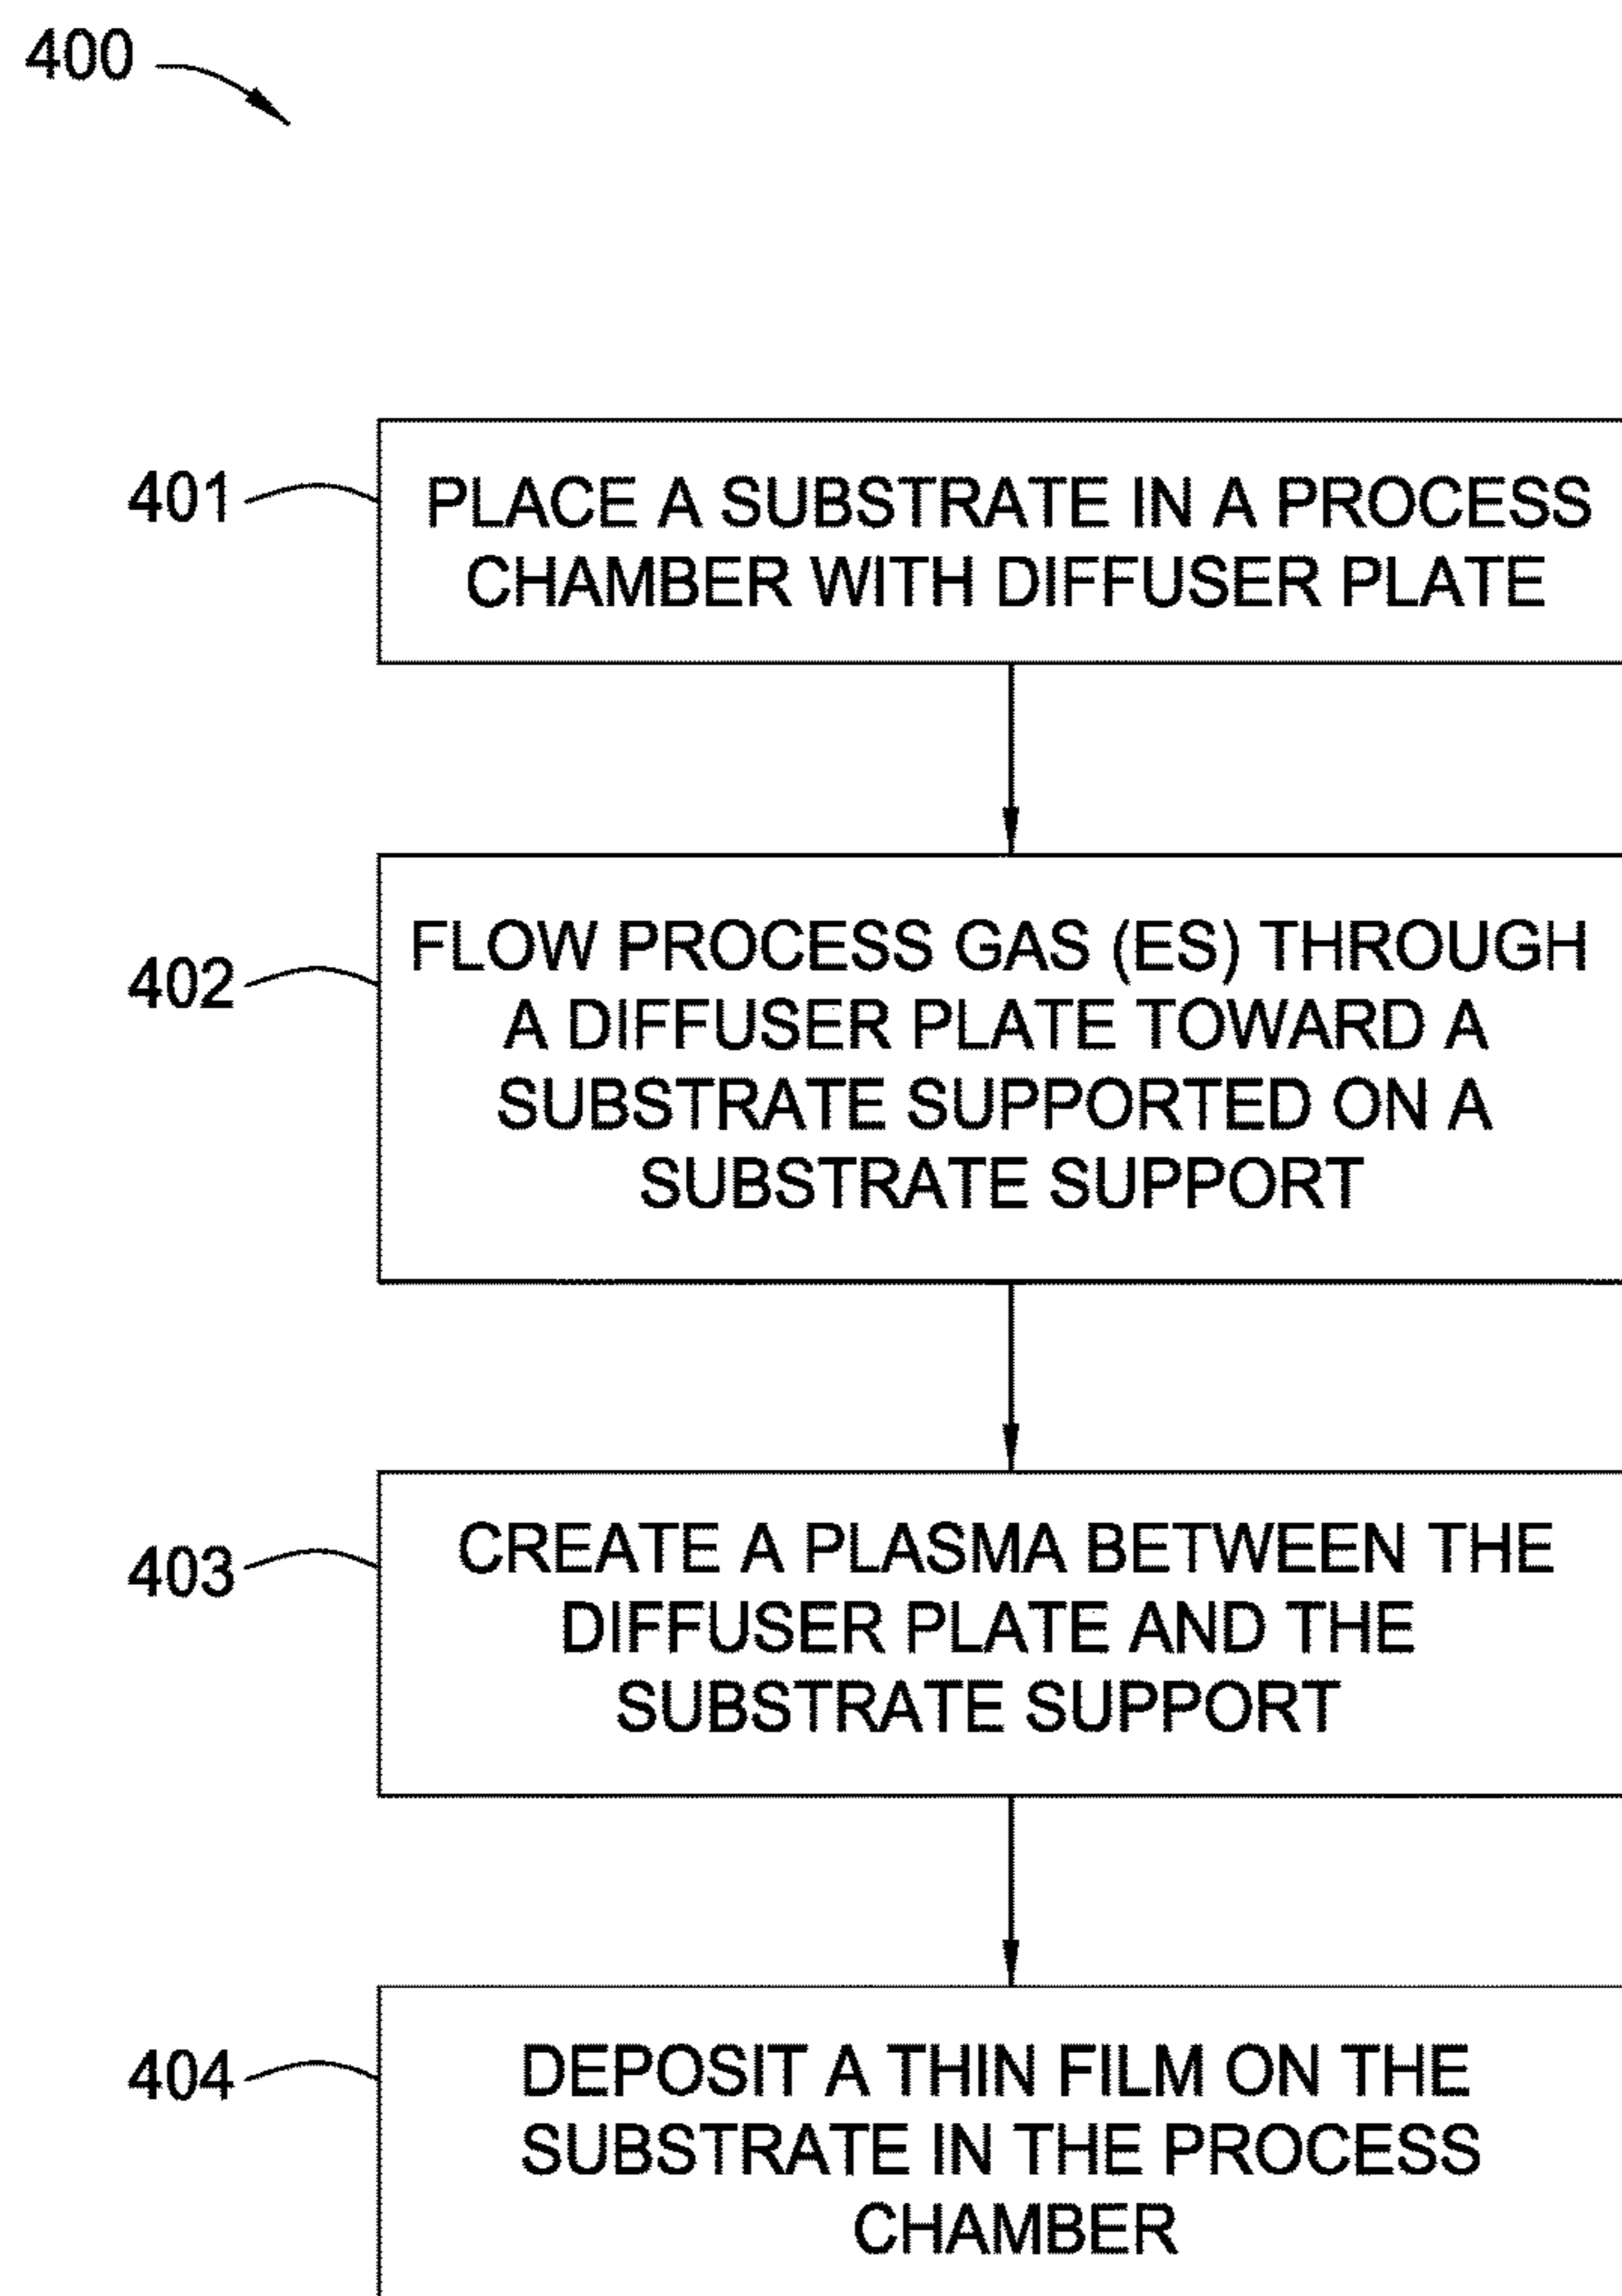 400
401
PLACE A SUBSTRATE IN A PROCESS
CHAMBER WITH DIFFUSER PLATE
402
FLOW PROCESS GAS (ES) THROUGH
A DIFFUSER PLATE TOWARD A
SUBSTRATE SUPPORTED ON A
SUBSTRATE SUPPORT
403
CREATE A PLASMA BETWEEN THE
DIFFUSER PLATE AND THE
SUBSTRATE SUPPORT
404
DEPOSIT A THIN FILM ON THE
SUBSTRATE IN THE PROCESS
CHAMBER